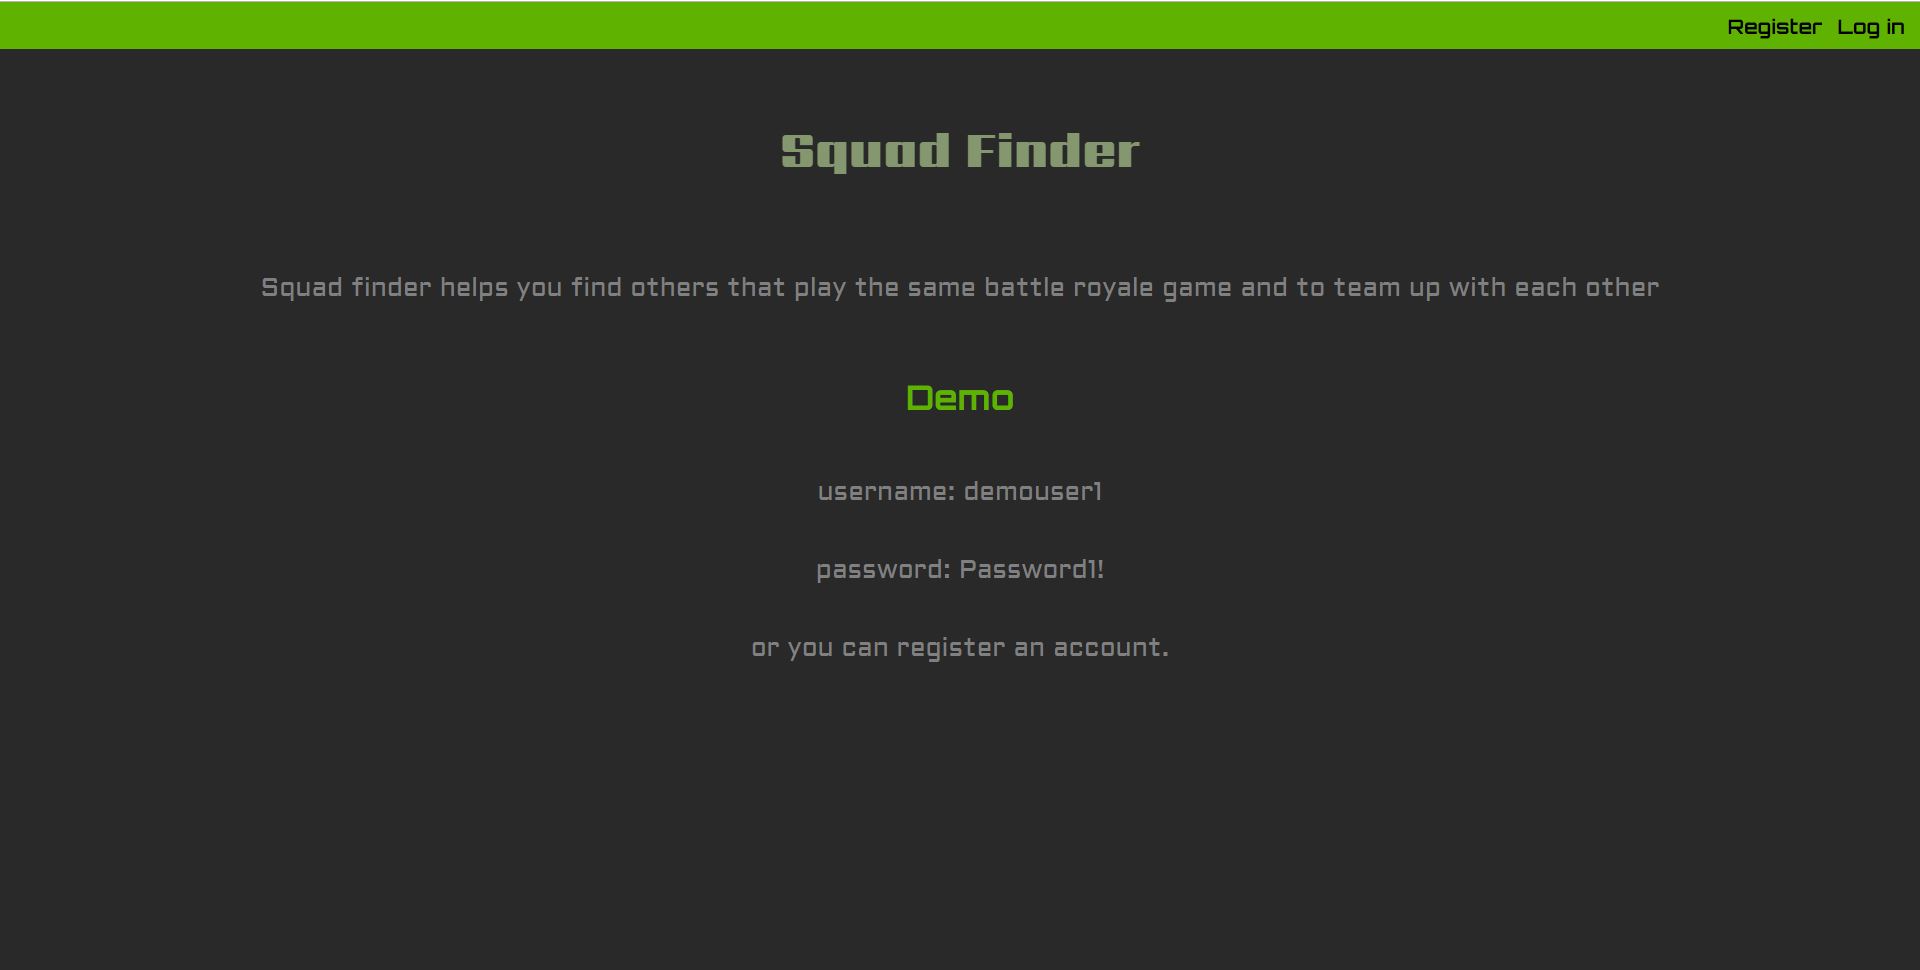 Register Log in
Squad Finder
Squad finder helps you find others that play the same battle royale game and to team up with each other
Demo
username: demouser1
password: Password1!
or you can register an account.